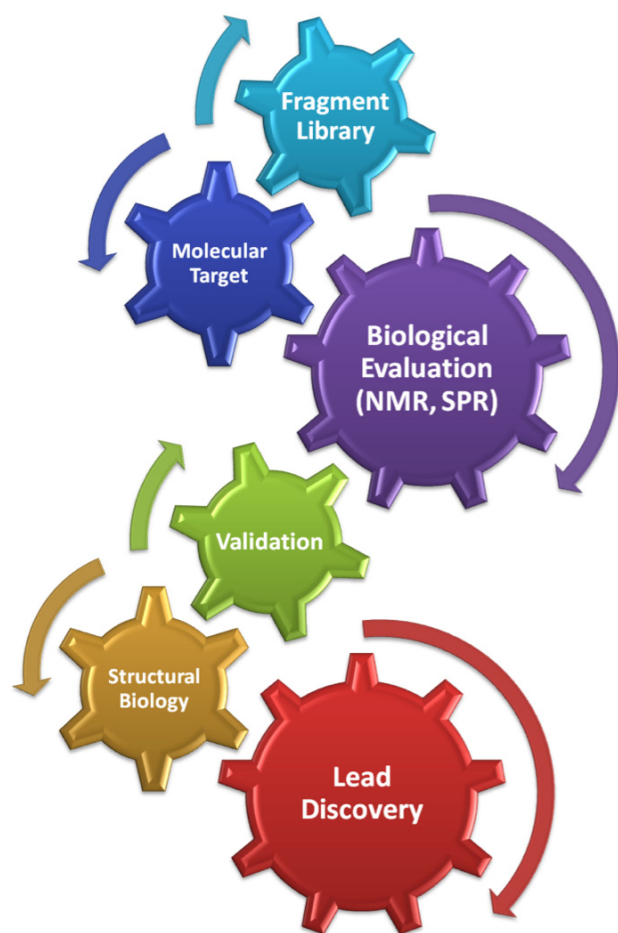 Fragment
Library
Molecular
Target
Biological
Evaluation
(NMR, SPR)
Validation
Structural
Biology
Lead
Discovery